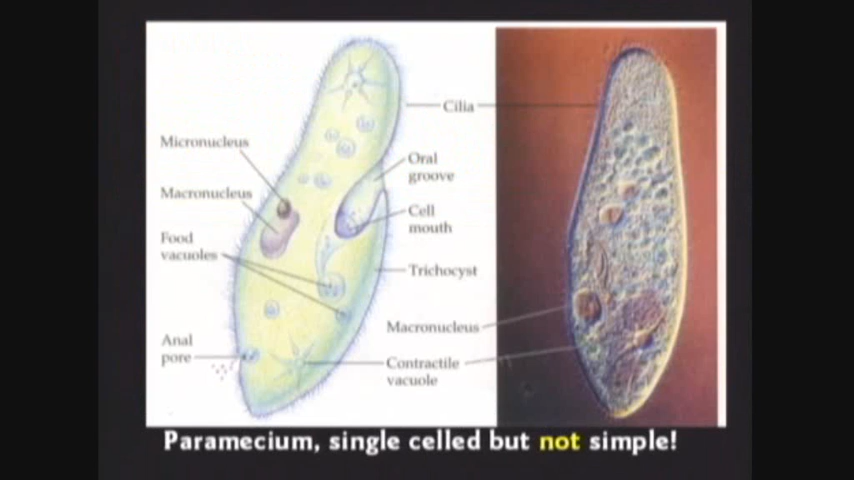 Cilia
Micronucleus
Oral
groove
Macronucleus
Cell
mouth
Food
vacuoles
Trichocyst
Macronucleus
Anal
pore
Contractile
vacuole
Paramecium, single celled but not simple!